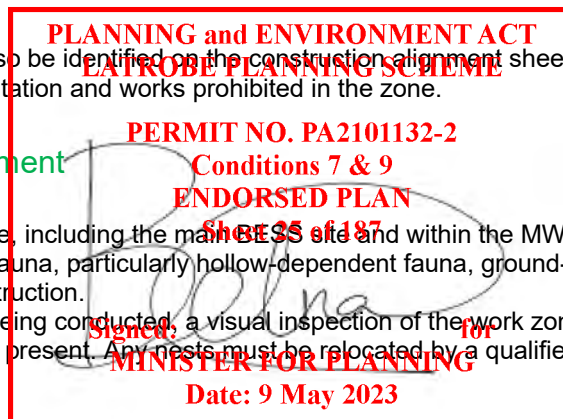 PLANNING and ENVIRONMENT ACT
so be identified on the construction alignment shee
LATROBE PLANNING SCHEME
tation and works prohibited in the zone.
PERMIT NO. PA2101132-2
ment
Conditions 7 & 9
ENDORSED PLAN
Sheet 25 of 187
e, including the main BESS site and within the MW
auna, particularly hollow-dependent fauna, ground-
truction.
eing conducted, a visual inspection of the work zon
Signed: for
present. Any nests must be relocated by a qualifie
MINISTER FOR PLANNING
Date: 9 May 2023